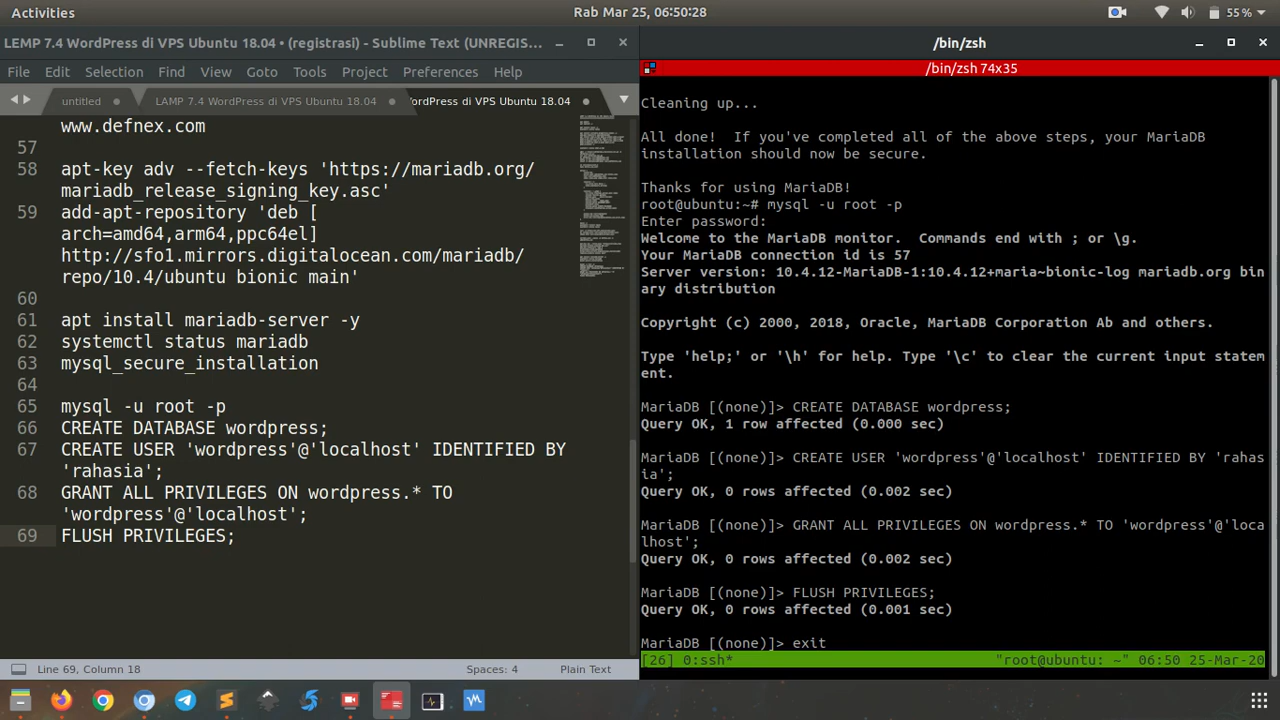 Activities
Rab Mar 25, 06:50:28
55 %
LEMP 7.4 WordPress di VPS Ubuntu 18.04 • (registrasi) - Sublime Text (UNREGIS...
File Edit Selection Find View Goto Tools Project Preferences Help
untitled
LAMP 7.4 WordPress di VPS Ubuntu 18.04
ordPress di VPS Ubuntu 18.04
www.defnex.com
57
58 apt-key adv --fetch-keys 'https://mariadb.org/
mariadb_release_signing_key.asc'
59 add-apt-repository 'deb [
arch=amd64,arm64,ppc64el]
http://sfo1.mirrors.digitalocean.com/mariadb/
repo/10.4/ubuntu bionic main'
60
61 apt install mariadb-server -y
62 systemctl status mariadb
63 mysql_secure_installation
64
65 mysql -u root -p
66 CREATE DATABASE wordpress;
67 CREATE USER 'wordpress'@'localhost' IDENTIFIED BY
'rahasia';
68 GRANT ALL PRIVILEGES ON wordpress.* TO
'wordpress'@'localhost';
69 FLUSH PRIVILEGES;
Line 69, Column 18
Spaces: 4
Plain Text
/bin/zsh
/bin/zsh 74x35
Cleaning up...
All done!  If you've completed all of the above steps, your MariaDB
installation should now be secure.
Thanks for using MariaDB!
root@ubuntu:~# mysql -u root -p
Enter password:
Welcome to the MariaDB monitor.  Commands end with ; or \g.
Your MariaDB connection id is 57
Server version: 10.4.12-MariaDB-1:10.4.12+maria~bionic-log mariadb.org bin
ary distribution
Copyright (c) 2000, 2018, Oracle, MariaDB Corporation Ab and others.
Type 'help;' or '\h' for help. Type '\c' to clear the current input statem
ent.
MariaDB [(none)]> CREATE DATABASE wordpress;
Query OK, 1 row affected (0.000 sec)
MariaDB [(none)]> CREATE USER 'wordpress'@'localhost' IDENTIFIED BY 'rahas
ia';
Query OK, 0 rows affected (0.002 sec)
MariaDB [(none)]> GRANT ALL PRIVILEGES ON wordpress.* TO 'wordpress'@'loca
lhost';
Query OK, 0 rows affected (0.002 sec)
MariaDB [(none)]> FLUSH PRIVILEGES;
Query OK, 0 rows affected (0.001 sec)
MariaDB [(none)]> exit
[26] 0:ssh*
"root@ubuntu: ~" 06:50 25-Mar-20